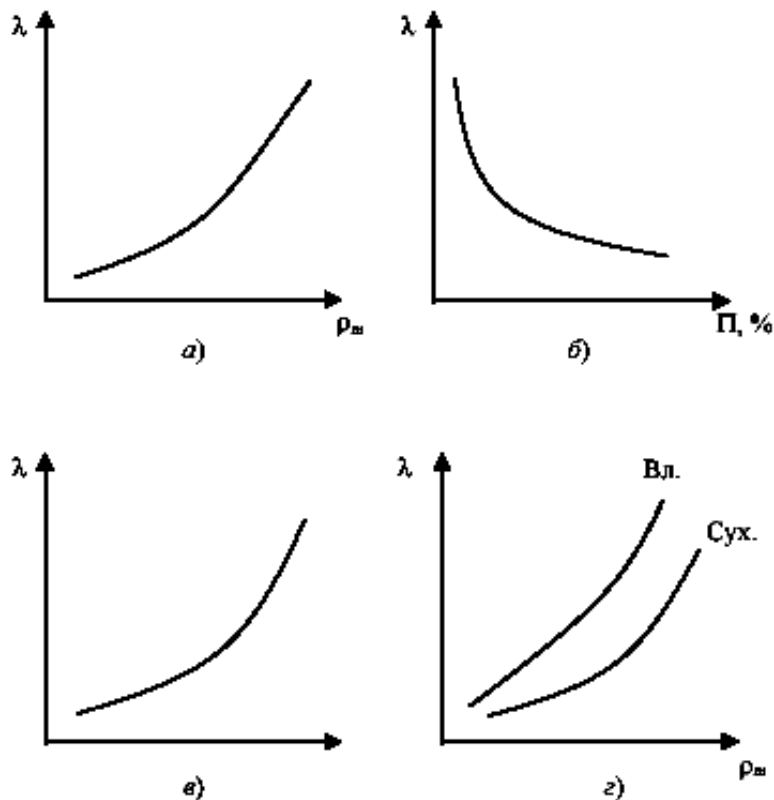 λ
ρₘ
а)
λ
П, %
б)
λ
в)
λ
Вл.
Сух.
ρₘ
г)